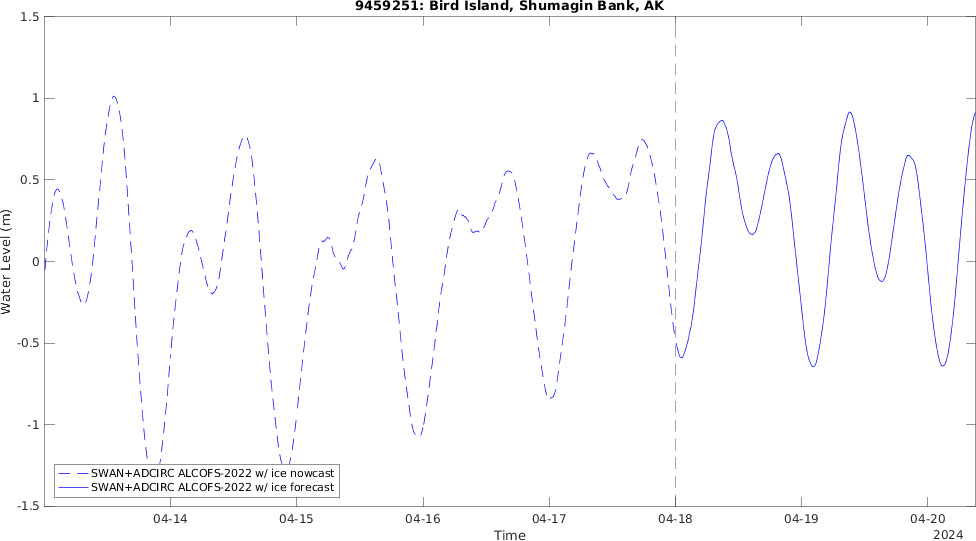 9459251: Bird Island, Shumagin Bank, AK
1.5
1
0.5
0
-0.5
-1
-1.5
Water Level (m)
SWAN+ADCIRC ALCOFS-2022 w/ ice nowcast
SWAN+ADCIRC ALCOFS-2022 w/ ice forecast
04-14 04-15 04-16 04-17 04-18 04-19 04-20
Time
2024